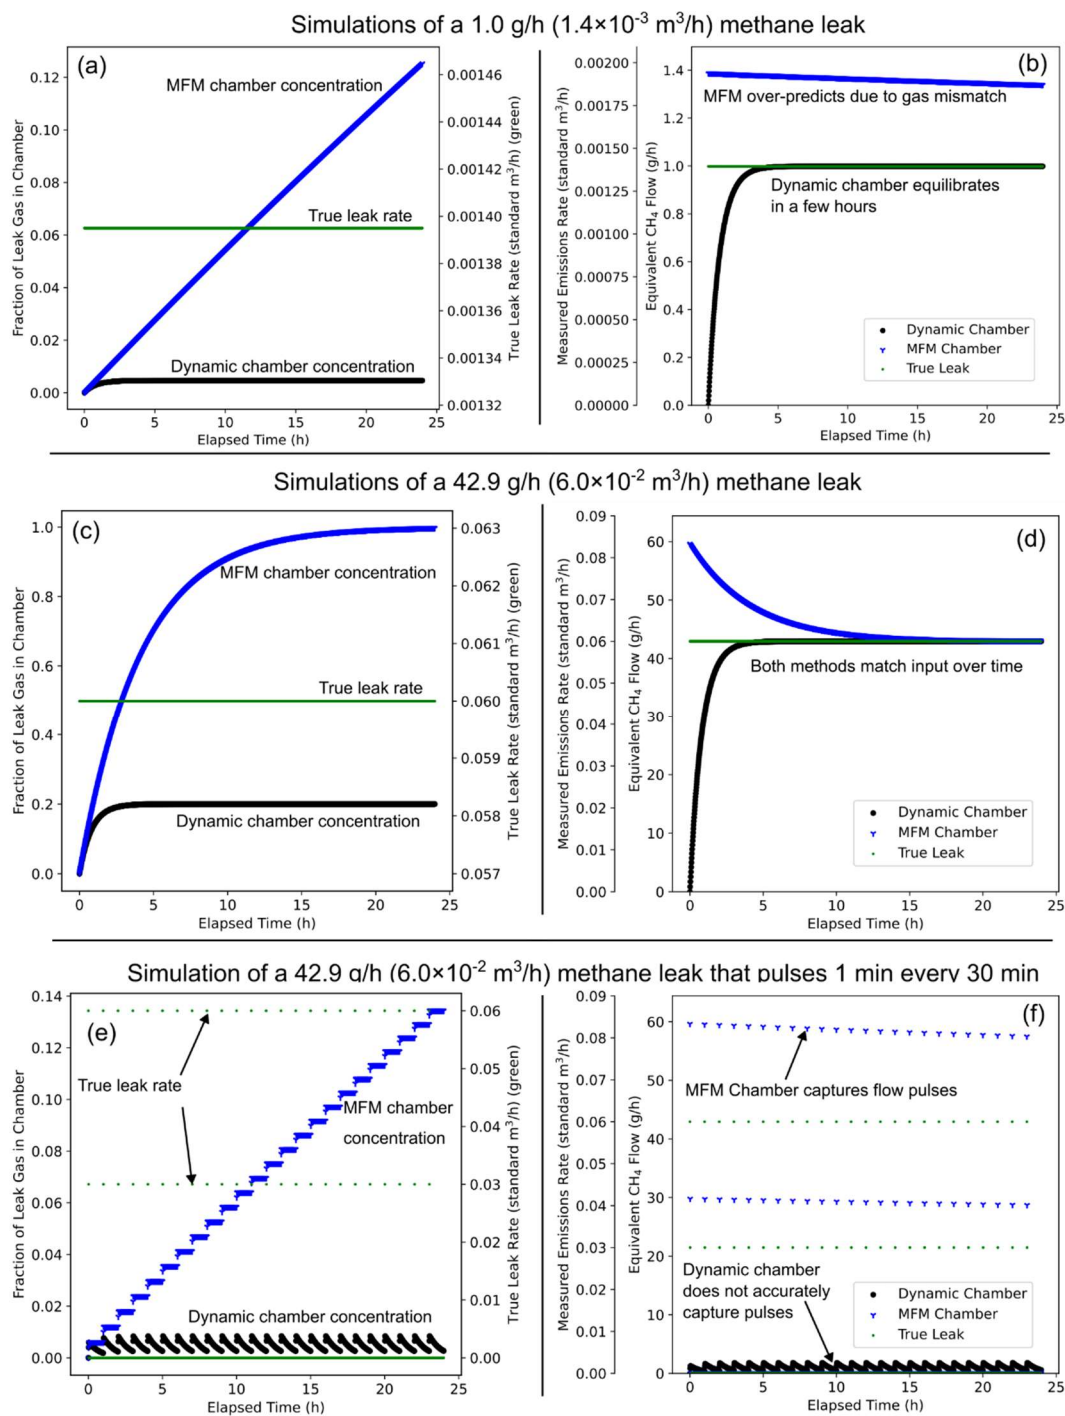 Simulations of a 1.0 g/h (1.4×10-3 m3/h) methane leak
(a)
MFM chamber concentration
True leak rate
Dynamic chamber concentration
Fraction of Leak Gas in Chamber
0.12
0.10
0.08
0.06
0.04
0.02
0.00
0 5 10 15 20 25
Elapsed Time (h)
0.00146
0.00144
0.00142
0.00140
0.00138
0.00136
0.00134
0.00132
True Leak Rate (standard m3/h) (green)
(b)
MFM over-predicts due to gas mismatch
Dynamic chamber equilibrates
in a few hours
Measured Emissions Rate (standard m3/h)
0.00200
0.00175
0.00150
0.00125
0.00100
0.00075
0.00050
0.00025
0.00000
Equivalent CH4 Flow (g/h)
1.4
1.2
1.0
0.8
0.6
0.4
0.2
0.0
0 5 10 15 20 25
Elapsed Time (h)
Dynamic Chamber
MFM Chamber
True Leak
Simulations of a 42.9 g/h (6.0×10-2 m3/h) methane leak
(c)
MFM chamber concentration
True leak rate
Dynamic chamber concentration
Fraction of Leak Gas in Chamber
1.0
0.8
0.6
0.4
0.2
0.0
0 5 10 15 20 25
Elapsed Time (h)
0.063
0.062
0.061
0.060
0.059
0.058
0.057
True Leak Rate (standard m3/h) (green)
(d)
Both methods match input over time
Measured Emissions Rate (standard m3/h)
0.09
0.08
0.07
0.06
0.05
0.04
0.03
0.02
0.01
0.00
Equivalent CH4 Flow (g/h)
60
50
40
30
20
10
0
0 5 10 15 20 25
Elapsed Time (h)
Dynamic Chamber
MFM Chamber
True Leak
Simulation of a 42.9 g/h (6.0×10-2 m3/h) methane leak that pulses 1 min every 30 min
(e)
True leak rate
MFM chamber
concentration
Dynamic chamber concentration
Fraction of Leak Gas in Chamber
0.14
0.12
0.10
0.08
0.06
0.04
0.02
0.00
0 5 10 15 20 25
Elapsed Time (h)
0.06
0.05
0.04
0.03
0.02
0.01
0.00
True Leak Rate (standard m3/h) (green)
(f)
MFM Chamber captures flow pulses
Dynamic chamber
does not accurately
capture pulses
Measured Emissions Rate (standard m3/h)
0.09
0.08
0.07
0.06
0.05
0.04
0.03
0.02
0.01
0.00
Equivalent CH4 Flow (g/h)
60
50
40
30
20
10
0
0 5 10 15 20 25
Elapsed Time (h)
Dynamic Chamber
MFM Chamber
True Leak